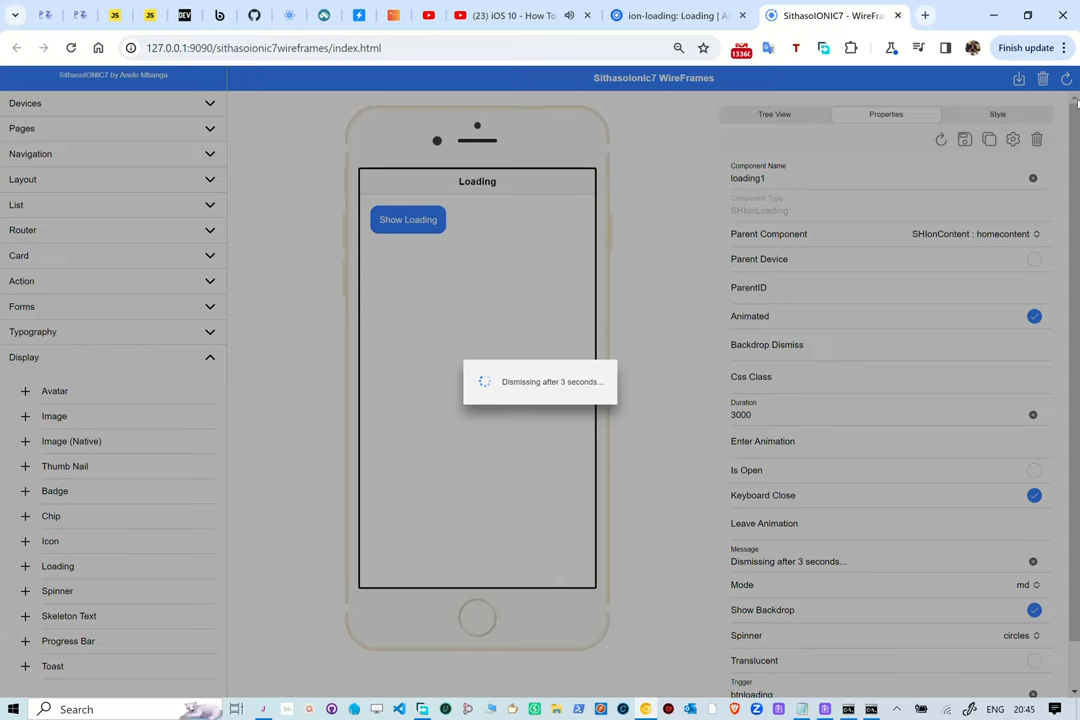 (23) iOS 10 - How To
ion-loading: Loading | A
SithasoIONIC7 - WireFra
127.0.0.1:9090/sithasoionic7wireframes/index.html
1336
Finish update
SithasoIONIC7 by Anele Mbanga
SithasoIonic7 WireFrames
Devices
Pages
Navigation
Layout
List
Router
Card
Action
Forms
Typography
Display
Avatar
Image
Image (Native)
Thumb Nail
Badge
Chip
Icon
Loading
Spinner
Skeleton Text
Progress Bar
Toast
Loading
Show Loading
Dismissing after 3 seconds...
Tree View
Properties
Style
Component Name
loading1
Component Type
SHIonLoading
Parent Component
SHIonContent : homecontent
Parent Device
ParentID
Animated
Backdrop Dismiss
Css Class
Duration
3000
Enter Animation
Is Open
Keyboard Close
Leave Animation
Message
Dismissing after 3 seconds...
Mode
md
Show Backdrop
Spinner
circles
Translucent
Trigger
btnloading
Search
ENG
20:45